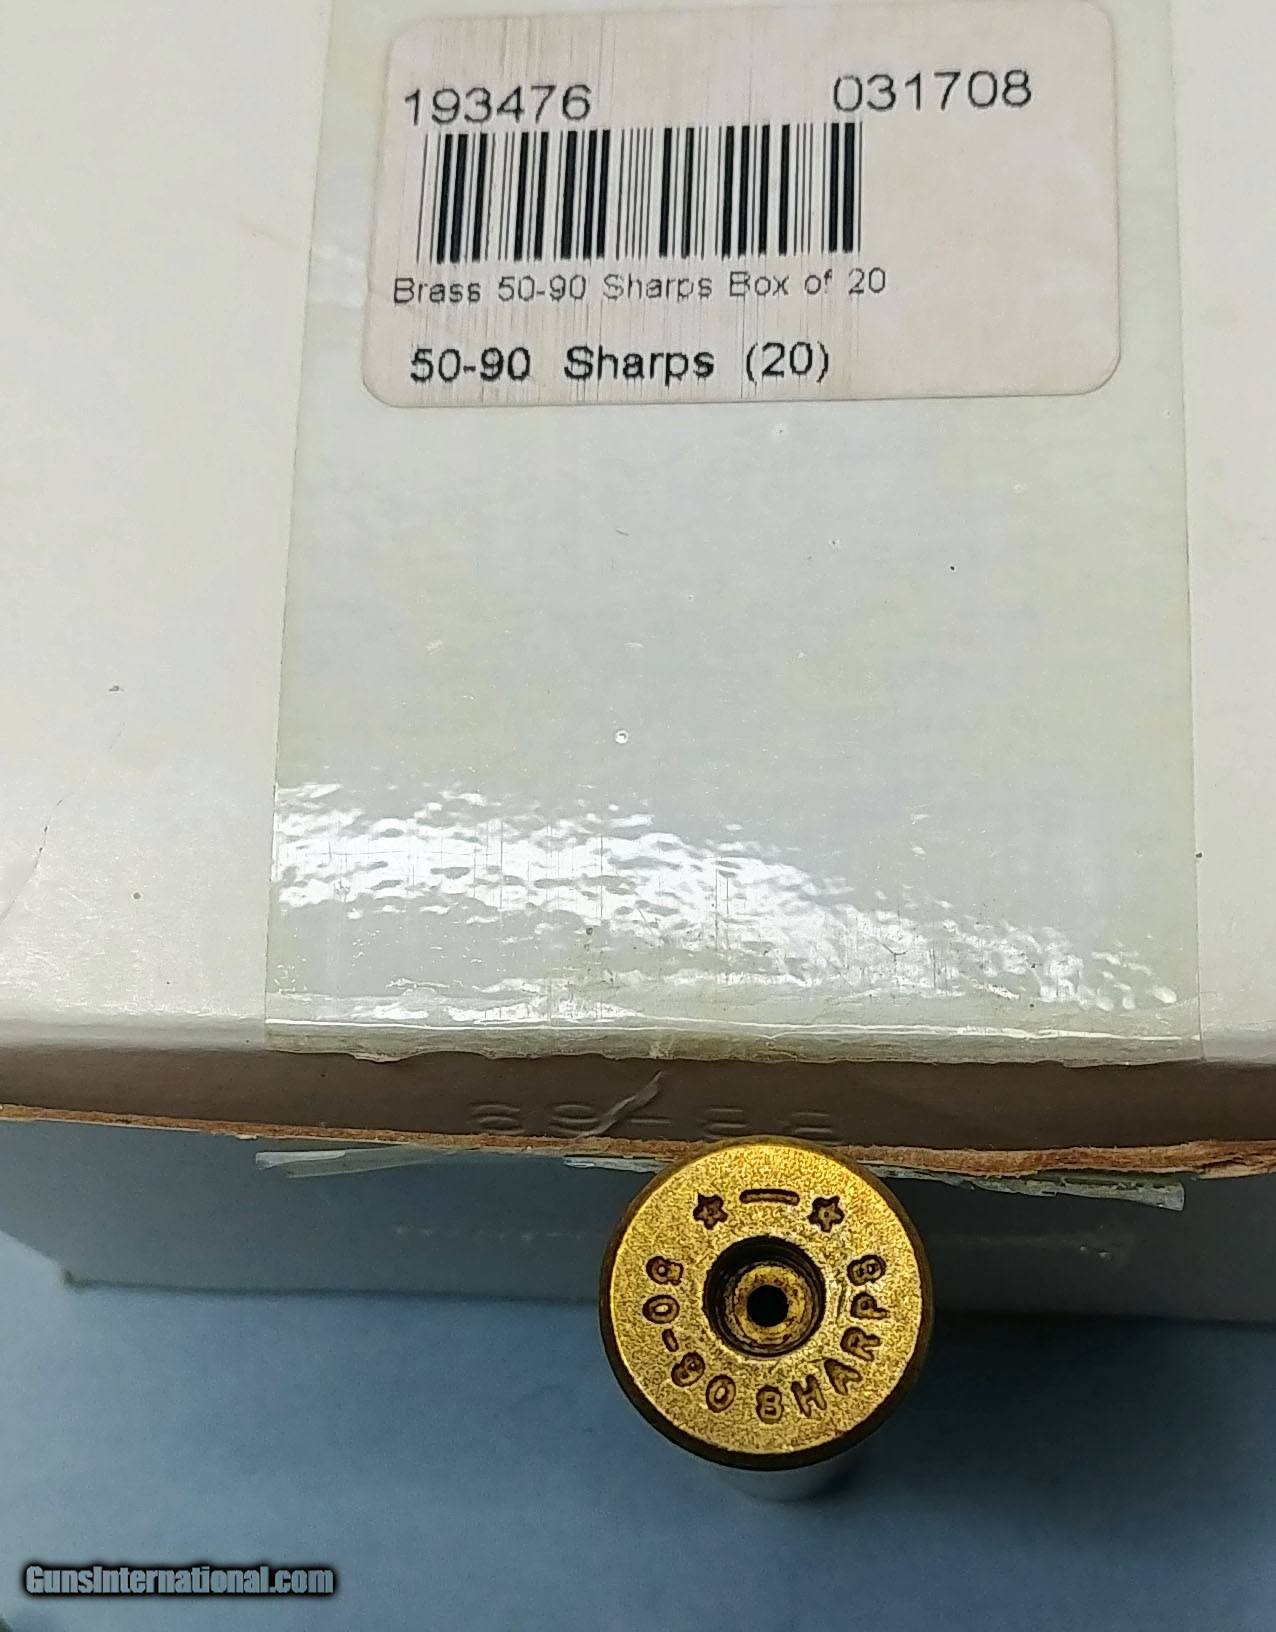 193476 031708
Brass 50-90 Sharps Box of 20
50-90 Sharps (20)
50-90 SHARPS
GunsInternational.com